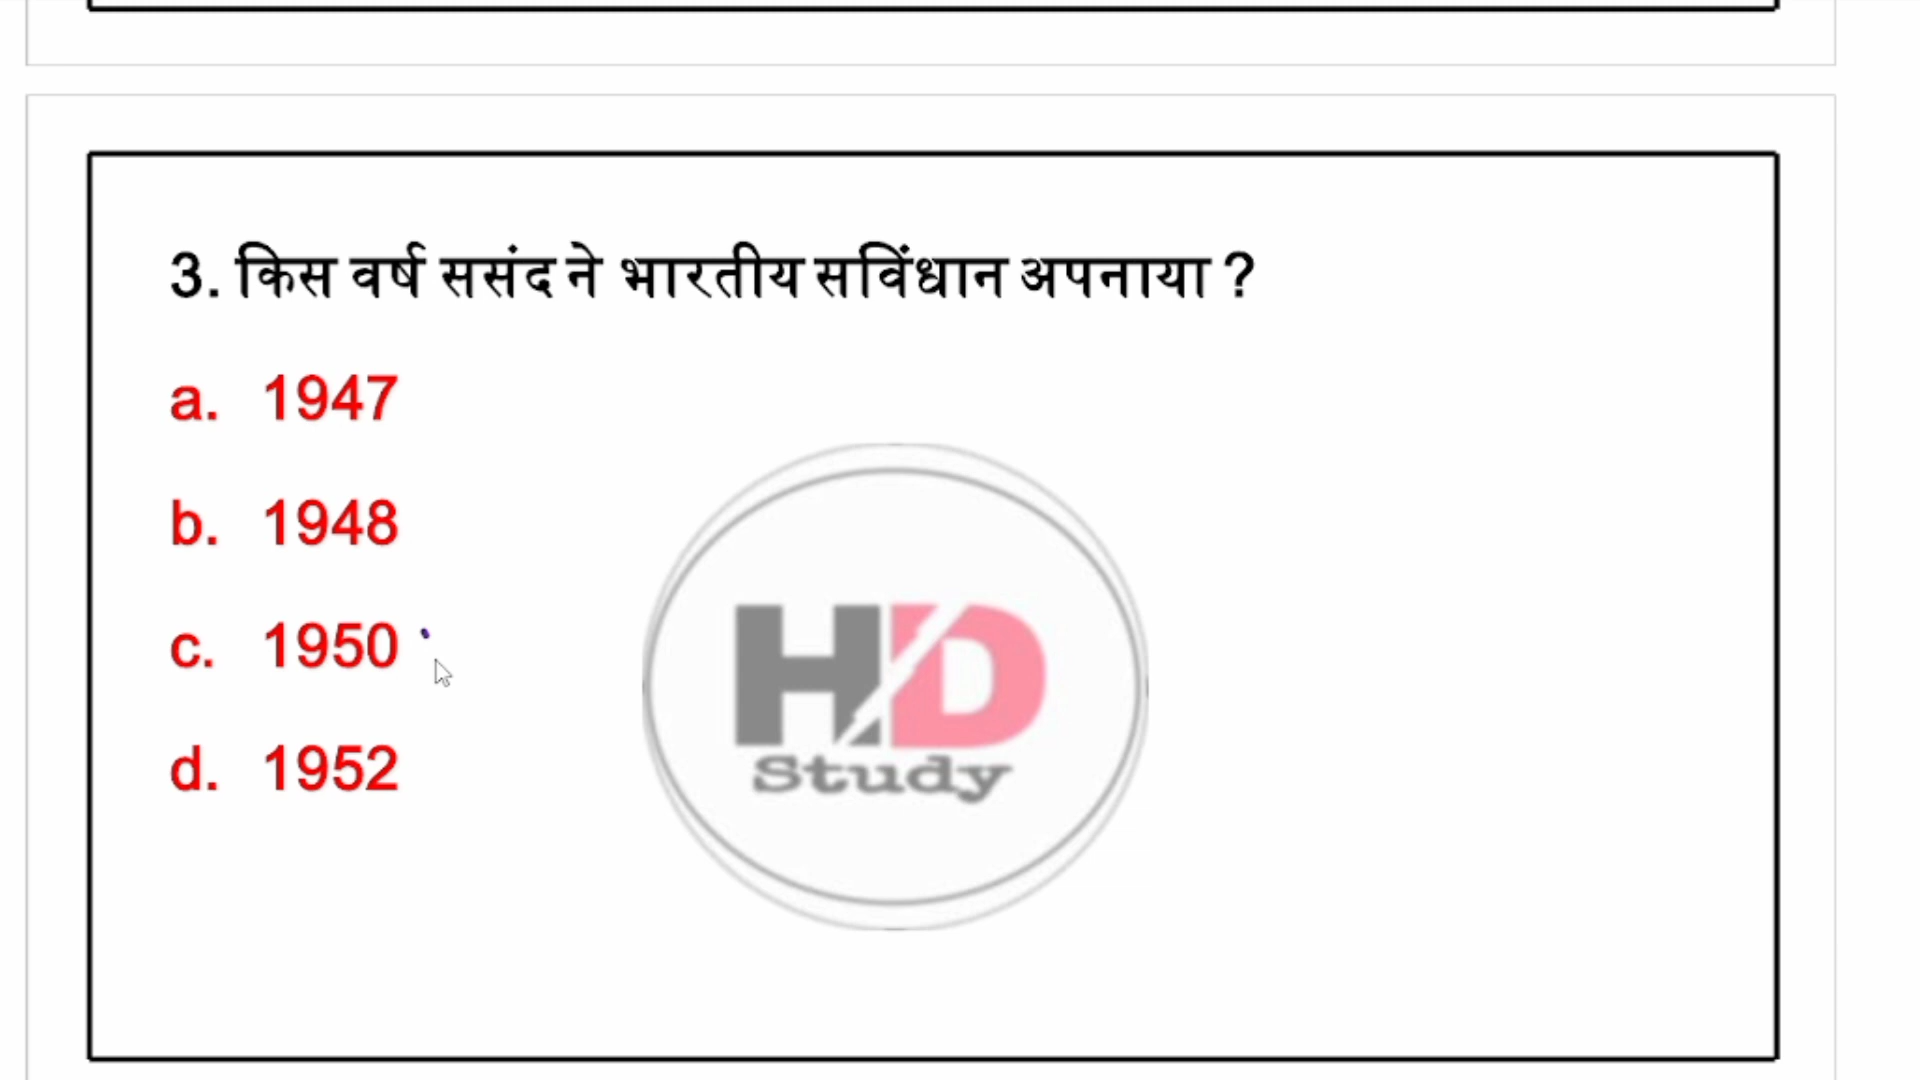 3. किस वर्ष ससंद ने भारतीय सविंधान अपनाया ?
a. 1947
b. 1948
c. 1950
d. 1952
HD
Study